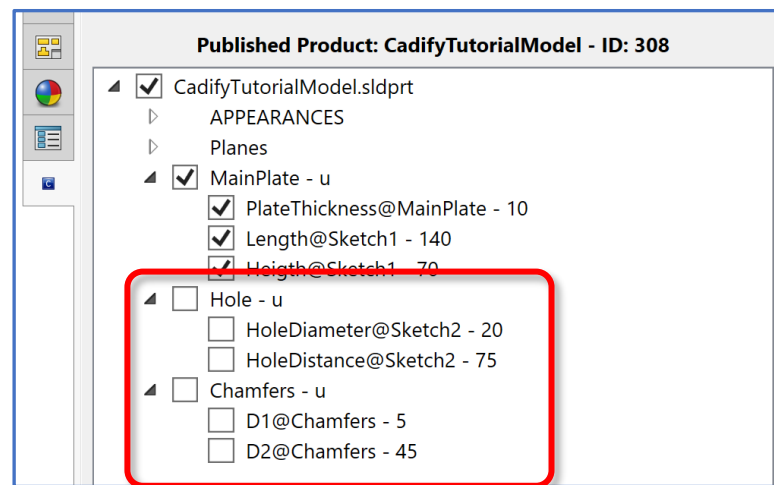 Published Product: CadifyTutorialModel - ID: 308
CadifyTutorialModel.sldprt
APPEARANCES
Planes
MainPlate - u
PlateThickness@MainPlate - 10
Length@Sketch1 - 140
Heigth@Sketch1 - 70
Hole - u
HoleDiameter@Sketch2 - 20
HoleDistance@Sketch2 - 75
Chamfers - u
D1@Chamfers - 5
D2@Chamfers - 45
C